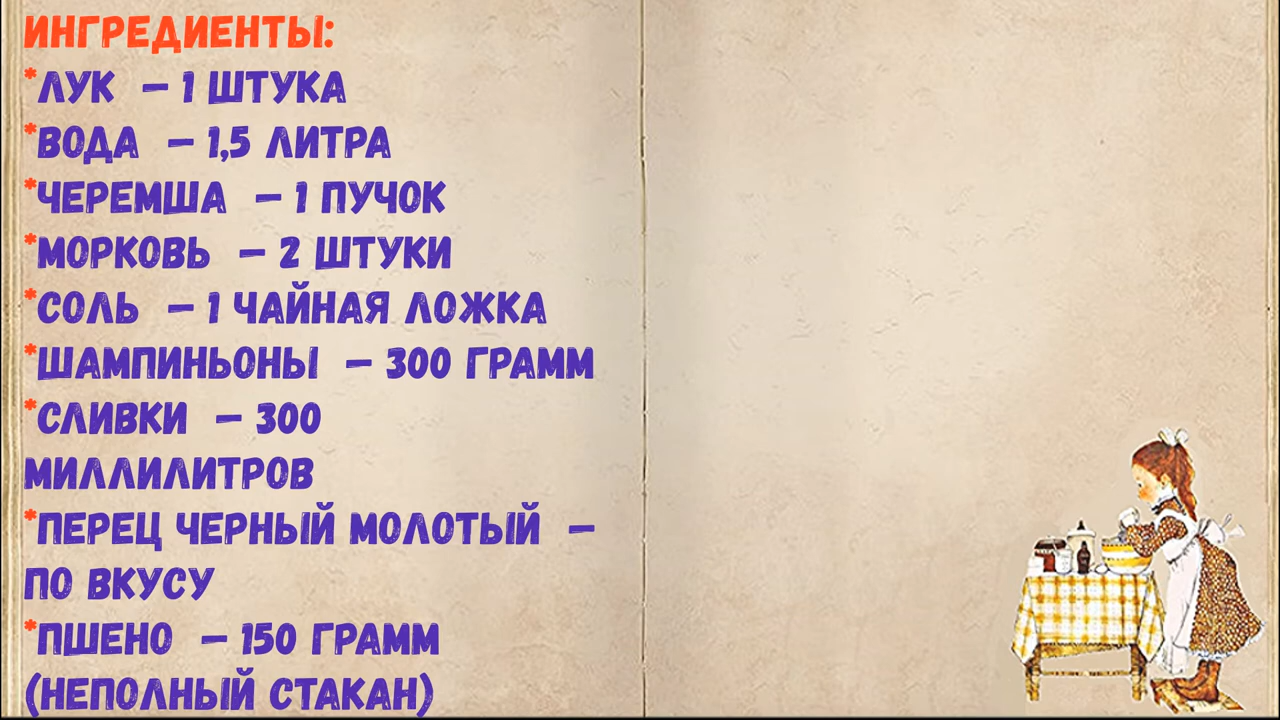 ИНГРЕДИЕНТЫ:
*ЛУК – 1 ШТУКА
*ВОДА – 1,5 ЛИТРА
*ЧЕРЕМША – 1 ПУЧОК
*МОРКОВЬ – 2 ШТУКИ
*СОЛЬ – 1 ЧАЙНАЯ ЛОЖКА
*ШАМПИНЬОНЫ – 300 ГРАММ
*СЛИВКИ – 300
МИЛЛИЛИТРОВ
*ПЕРЕЦ ЧЕРНЫЙ МОЛОТЫЙ –
ПО ВКУСУ
*ПШЕНО – 150 ГРАММ
(НЕПОЛНЫЙ СТАКАН)